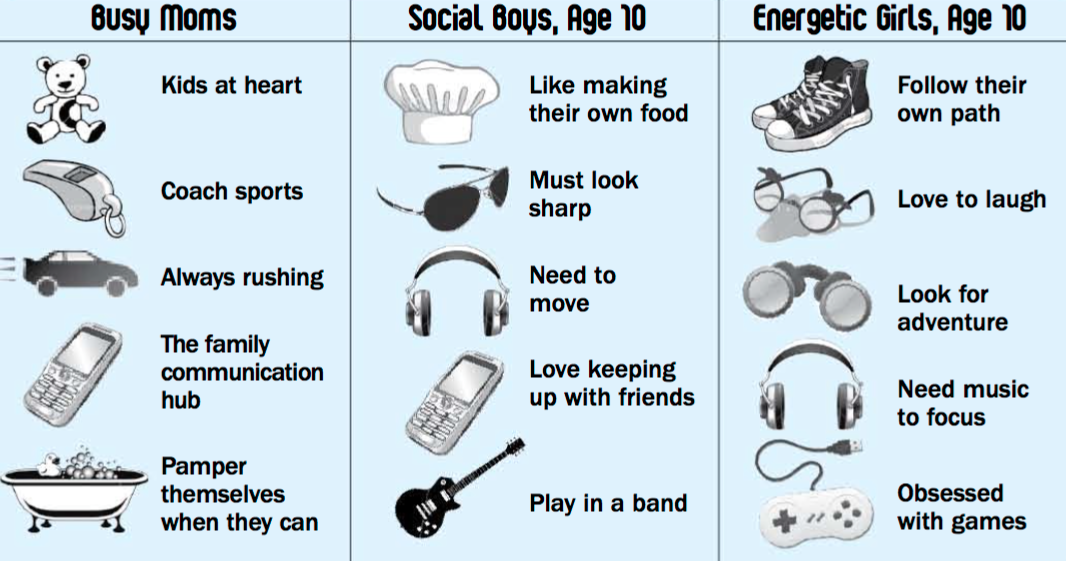 Busy Moms
Kids at heart
Coach sports
Always rushing
The family
communication
hub
Pamper
themselves
when they can
Social Boys, Age 10
Like making
their own food
Must look
sharp
Need to
move
Love keeping
up with friends
Play in a band
Energetic Girls, Age 10
Follow their
own path
Love to laugh
Look for
adventure
Need music
to focus
Obsessed
with games